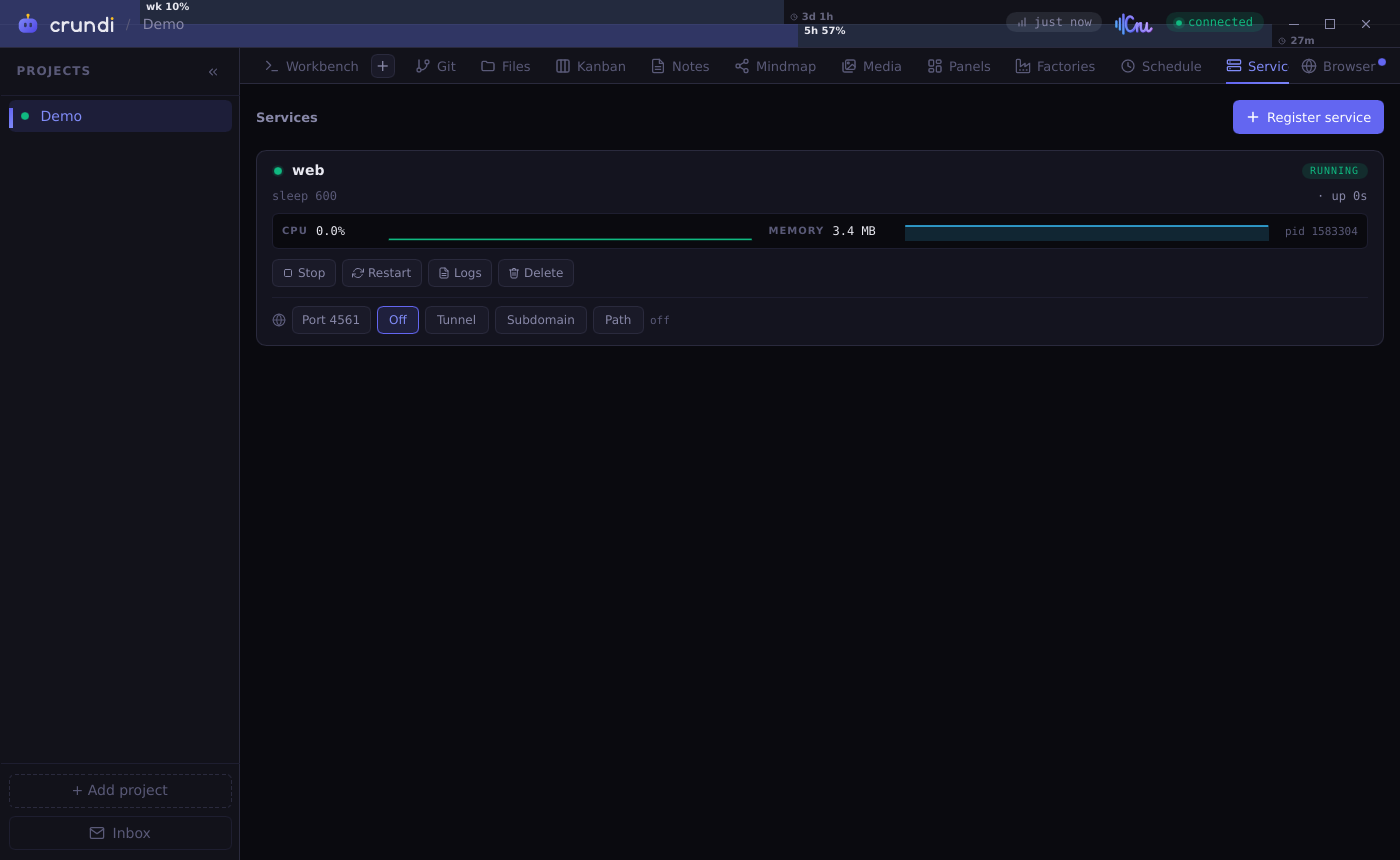 wk 10%
crundi / Demo
3d 1h
5h 57%
just now
Cru
connected
27m
PROJECTS «
Workbench + Git Files Kanban Notes Mindmap Media Panels Factories Schedule Servic Browser
Demo
Services
+ Register service
web
RUNNING
sleep 600
· up 0s
CPU 0.0%
MEMORY 3.4 MB
pid 1583304
Stop Restart Logs Delete
Port 4561 Off Tunnel Subdomain Path off
+ Add project
Inbox